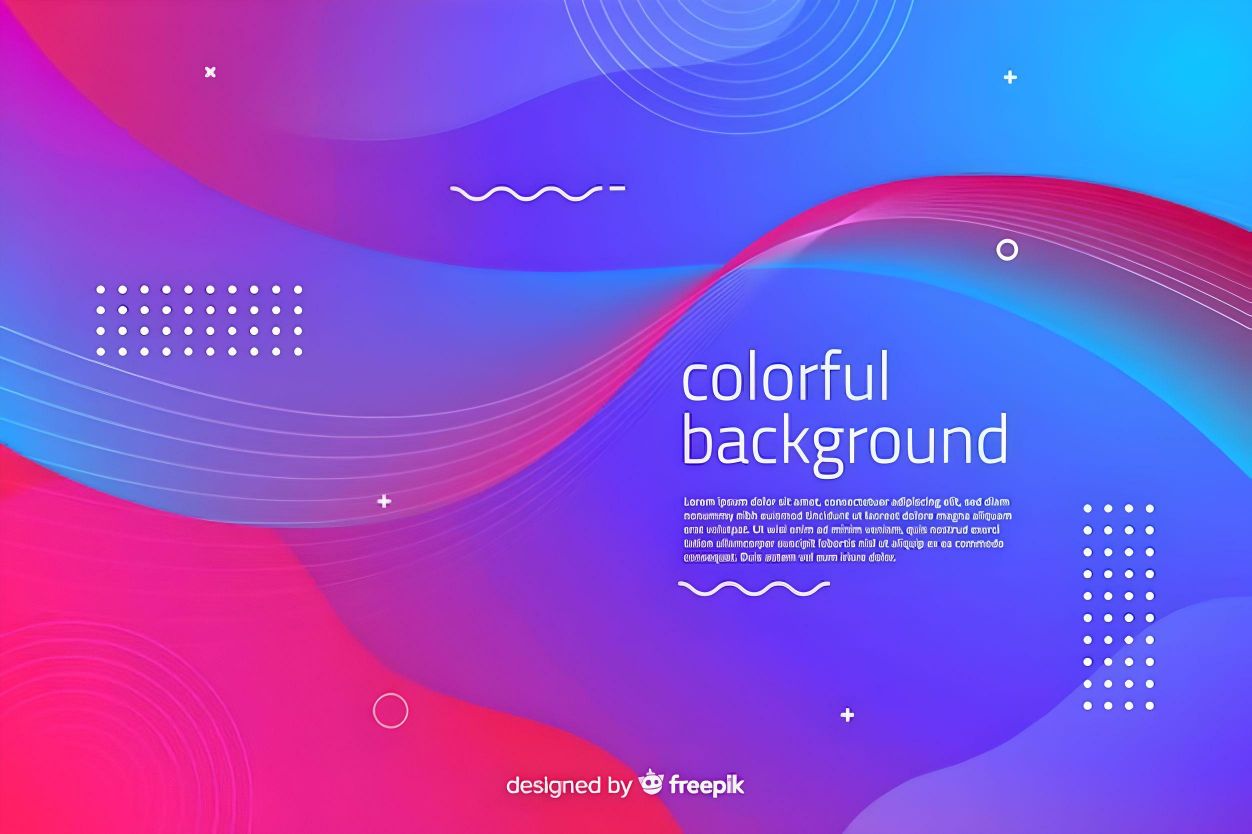 colorful
background
Lorem ipsum dolor sit amet, consectetuer adipiscing elit, sed diam
nonummy nibh euismod tincidunt ut laoreet dolore magna aliquam
erat volutpat. Ut wisi enim ad minim veniam, quis nostrud exerci
tation ullamcorper suscipit lobortis nisl ut aliquip ex ea commodo
consequat. Duis autem vel eum iriure dolor.
designed by freepik